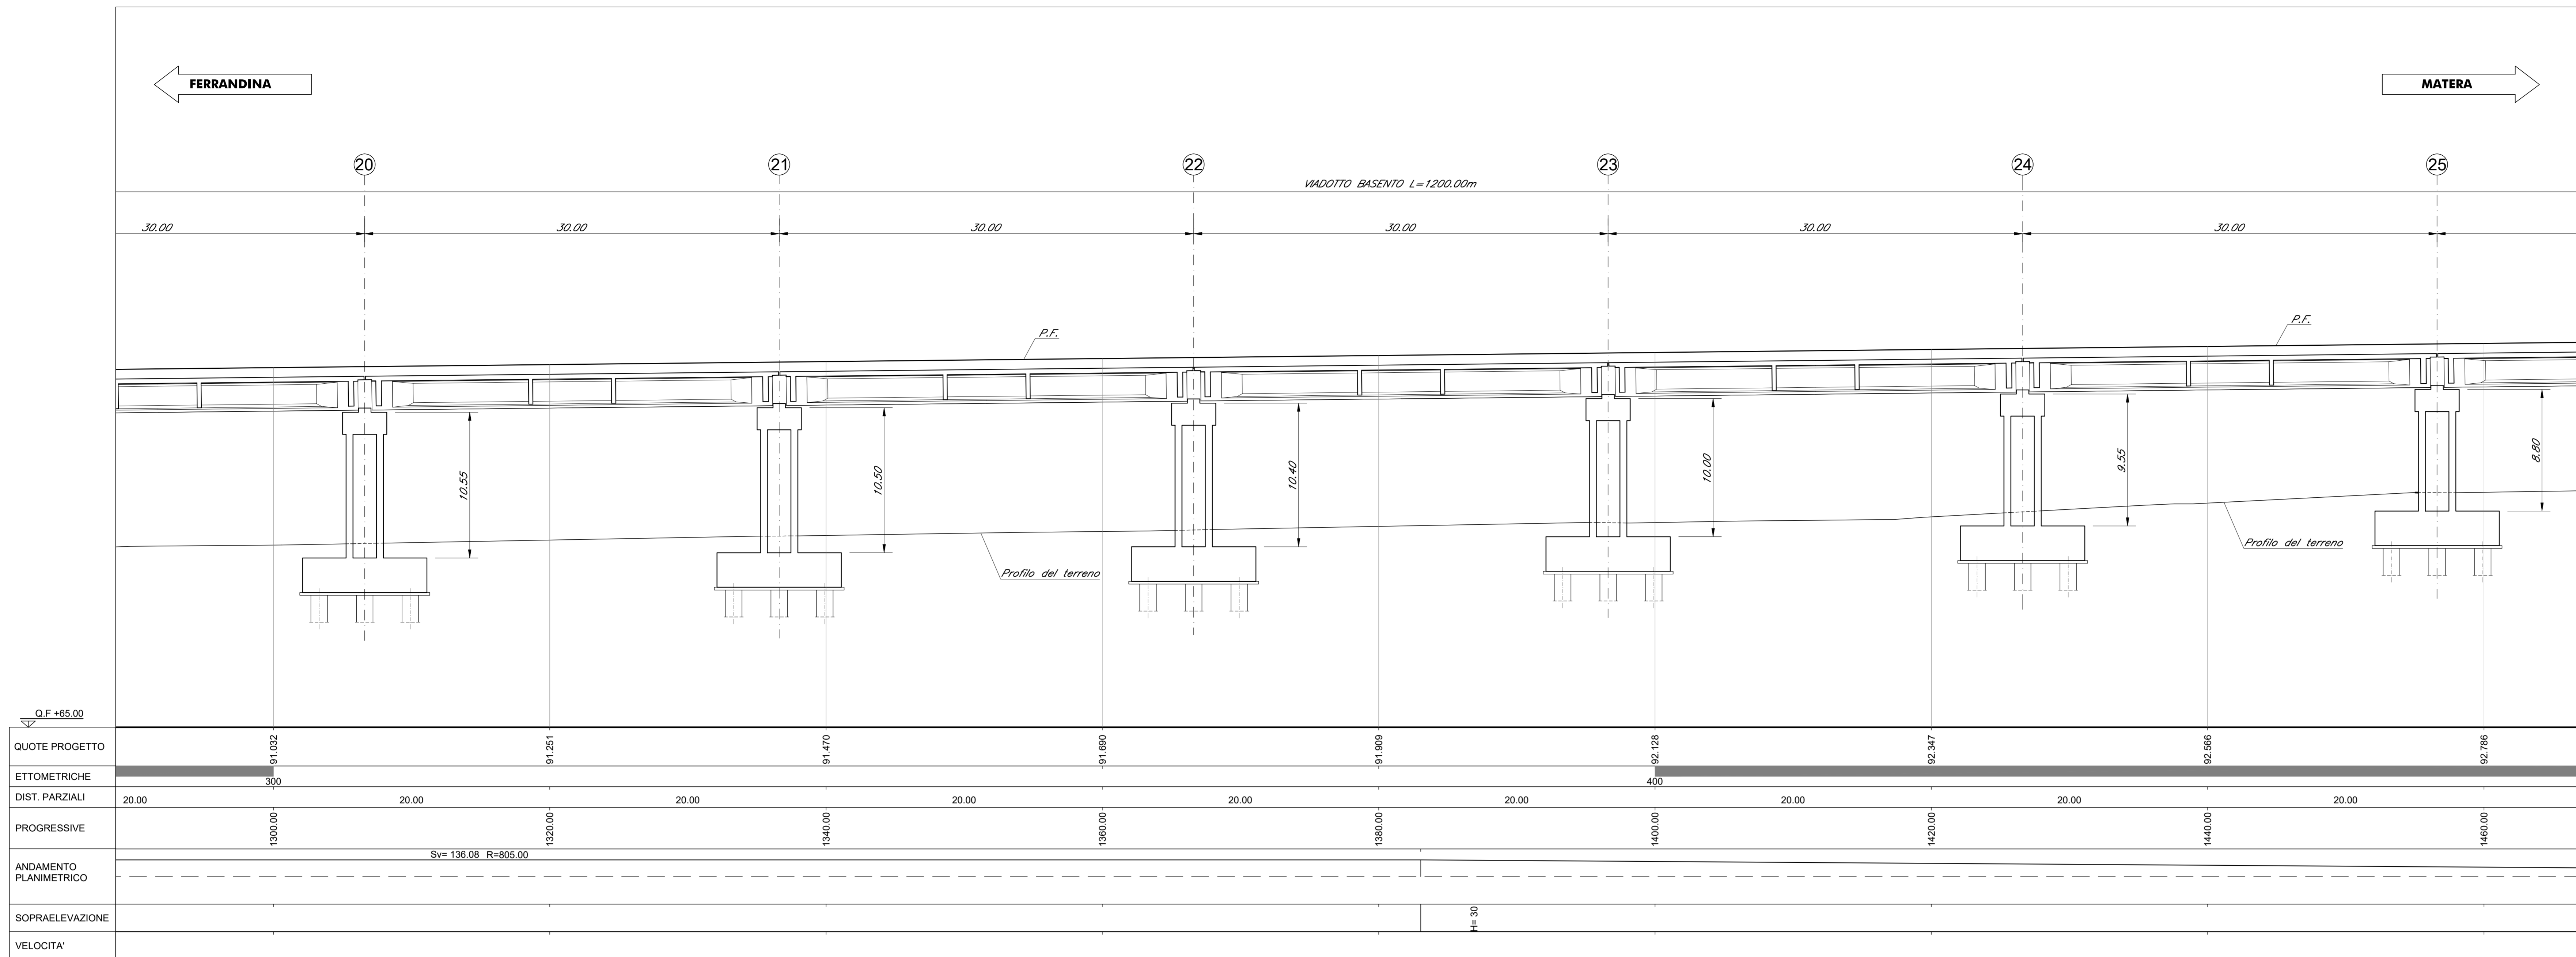 FERRANDINA
MATERA
20
21
22
23
24
25
VIADOTTO BASENTO L=1200.00m
30.00
30.00
30.00
30.00
30.00
30.00
P.F.
P.F.
10.55
10.50
10.40
10.00
9.55
8.80
Profilo del terreno
Profilo del terreno
Q.F +65.00
QUOTE PROGETTO
91.032
91.251
91.470
91.690
91.909
92.128
92.347
92.566
92.786
ETTOMETRICHE
300
400
DIST. PARZIALI
20.00
20.00
20.00
20.00
20.00
20.00
20.00
20.00
20.00
PROGRESSIVE
1300.00
1320.00
1340.00
1360.00
1380.00
1400.00
1420.00
1440.00
1460.00
ANDAMENTO
PLANIMETRICO
Sv= 136.08 R=805.00
SOPRAELEVAZIONE
H= 30
VELOCITA'